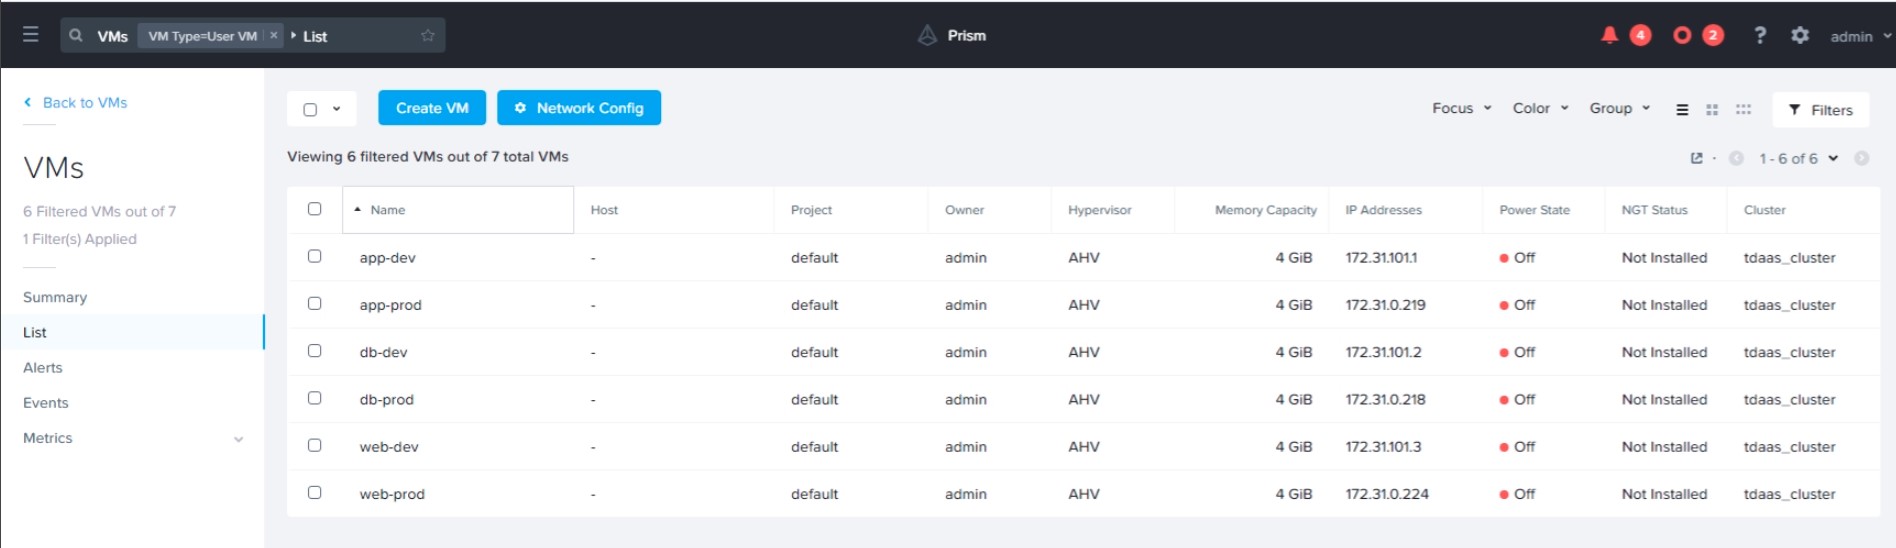 VMs VM Type=User VM × List Prism 4 2 ? admin
Back to VMs
Create VM Network Config Focus Color Group Filters
Viewing 6 filtered VMs out of 7 total VMs 1 - 6 of 6
VMs
6 Filtered VMs out of 7
1 Filter(s) Applied
Summary
List
Alerts
Events
Metrics
Name Host Project Owner Hypervisor Memory Capacity IP Addresses Power State NGT Status Cluster
app-dev - default admin AHV 4 GiB 172.31.101.1 Off Not Installed tdaas_cluster
app-prod - default admin AHV 4 GiB 172.31.0.219 Off Not Installed tdaas_cluster
db-dev - default admin AHV 4 GiB 172.31.101.2 Off Not Installed tdaas_cluster
db-prod - default admin AHV 4 GiB 172.31.0.218 Off Not Installed tdaas_cluster
web-dev - default admin AHV 4 GiB 172.31.101.3 Off Not Installed tdaas_cluster
web-prod - default admin AHV 4 GiB 172.31.0.224 Off Not Installed tdaas_cluster